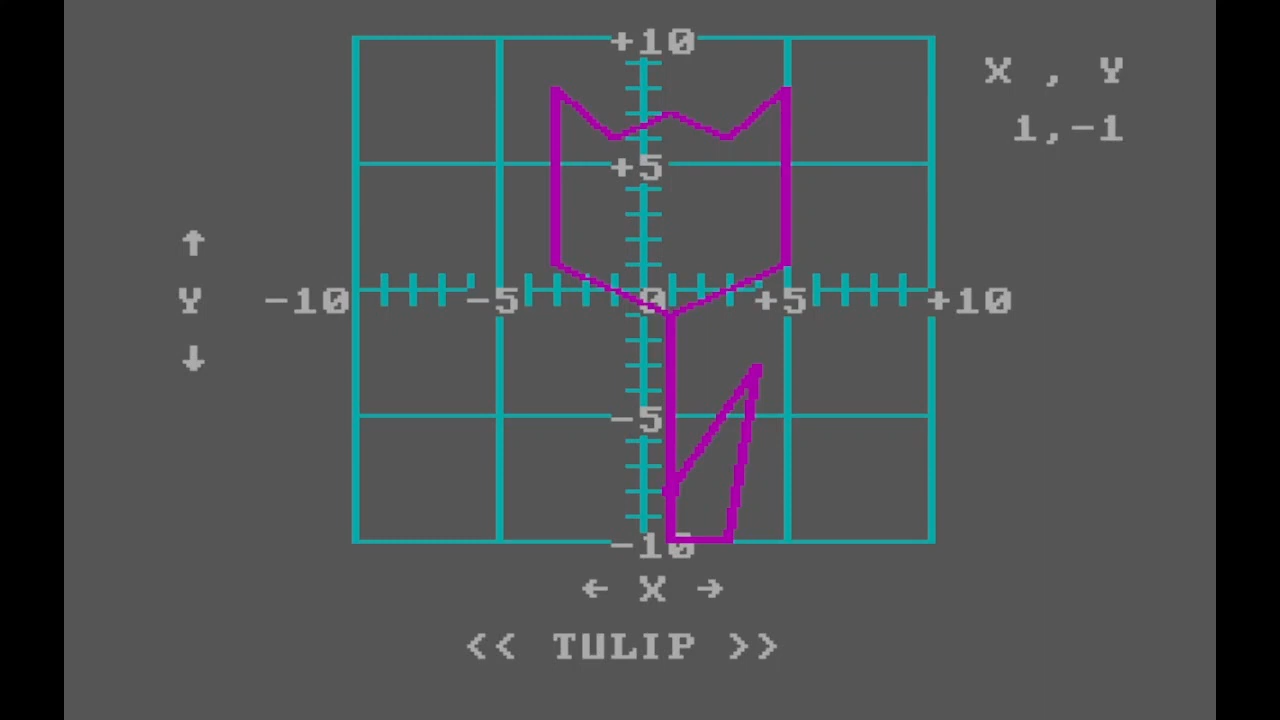 +10
X , Y
1,-1
+5
↑
Y
-10 -5 0 +5 +10
↓
-5
-10
← X →
<< TULIP >>